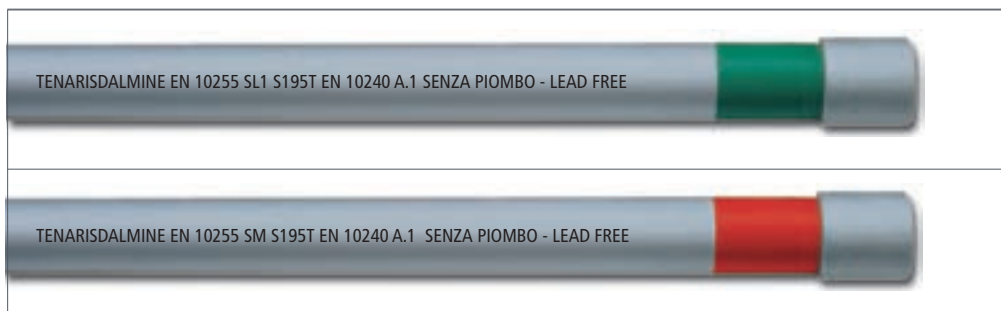 TENARISDALMINE EN 10255 SL1 S195T EN 10240 A.1 SENZA PIOMBO - LEAD FREE
TENARISDALMINE EN 10255 SM S195T EN 10240 A.1 SENZA PIOMBO - LEAD FREE